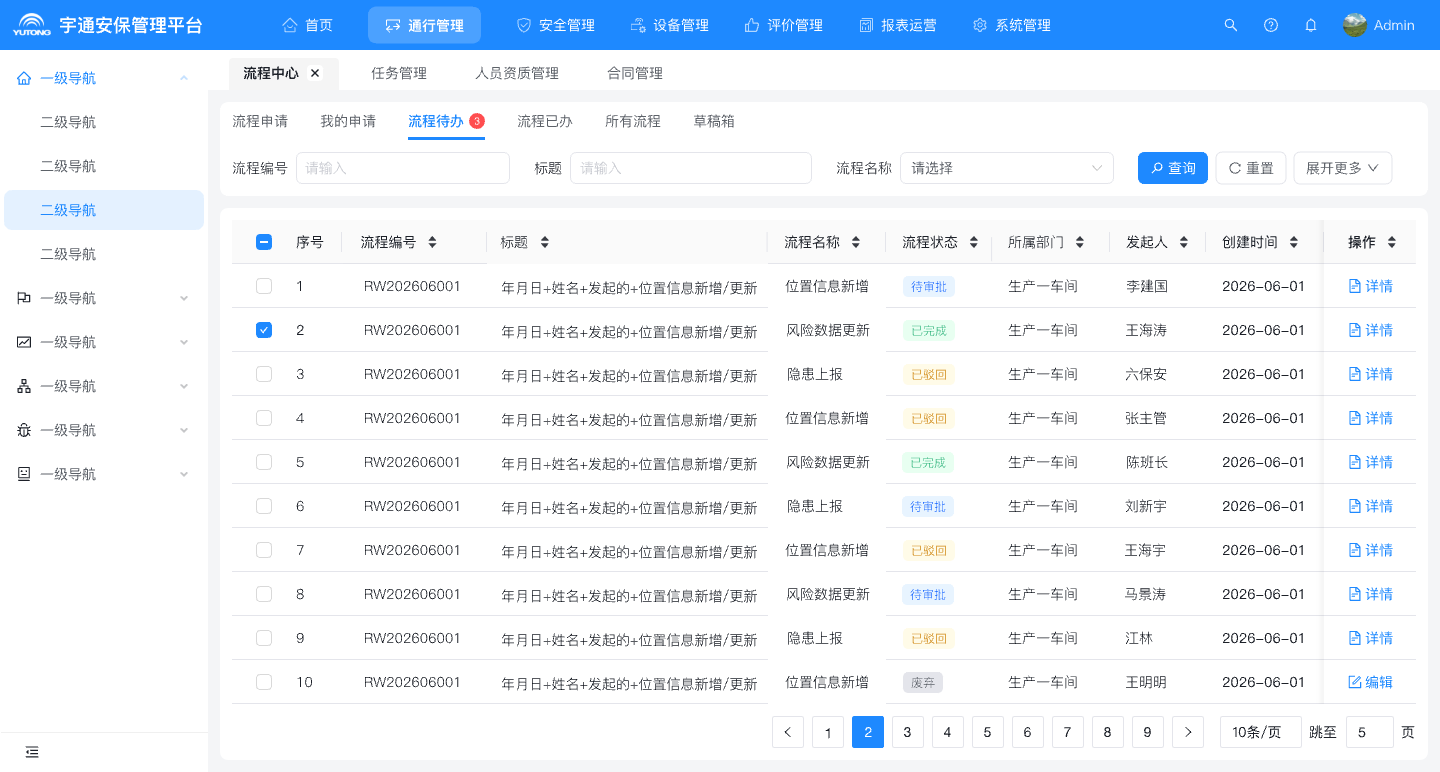 YUTONG 宇通安保管理平台 首页 通行管理 安全管理 设备管理 评价管理 报表运营 系统管理 Admin
一级导航
二级导航
二级导航
二级导航
二级导航
一级导航
一级导航
一级导航
一级导航
一级导航
流程中心 任务管理 人员资质管理 合同管理
流程申请 我的申请 流程待办 3 流程已办 所有流程 草稿箱
流程编号 请输入 标题 请输入 流程名称 请选择 查询 重置 展开更多
序号 流程编号 标题 流程名称 流程状态 所属部门 发起人 创建时间 操作
1 RW202606001 年月日+姓名+发起的+位置信息新增/更新 位置信息新增 待审批 生产一车间 李建国 2026-06-01 详情
2 RW202606001 年月日+姓名+发起的+位置信息新增/更新 风险数据更新 已完成 生产一车间 王海涛 2026-06-01 详情
3 RW202606001 年月日+姓名+发起的+位置信息新增/更新 隐患上报 已驳回 生产一车间 六保安 2026-06-01 详情
4 RW202606001 年月日+姓名+发起的+位置信息新增/更新 位置信息新增 已驳回 生产一车间 张主管 2026-06-01 详情
5 RW202606001 年月日+姓名+发起的+位置信息新增/更新 风险数据更新 已完成 生产一车间 陈班长 2026-06-01 详情
6 RW202606001 年月日+姓名+发起的+位置信息新增/更新 隐患上报 待审批 生产一车间 刘新宇 2026-06-01 详情
7 RW202606001 年月日+姓名+发起的+位置信息新增/更新 位置信息新增 已驳回 生产一车间 王海宇 2026-06-01 详情
8 RW202606001 年月日+姓名+发起的+位置信息新增/更新 风险数据更新 待审批 生产一车间 马景涛 2026-06-01 详情
9 RW202606001 年月日+姓名+发起的+位置信息新增/更新 隐患上报 已驳回 生产一车间 江林 2026-06-01 详情
10 RW202606001 年月日+姓名+发起的+位置信息新增/更新 位置信息新增 废弃 生产一车间 王明明 2026-06-01 编辑
1 2 3 4 5 6 7 8 9 10条/页 跳至 5 页